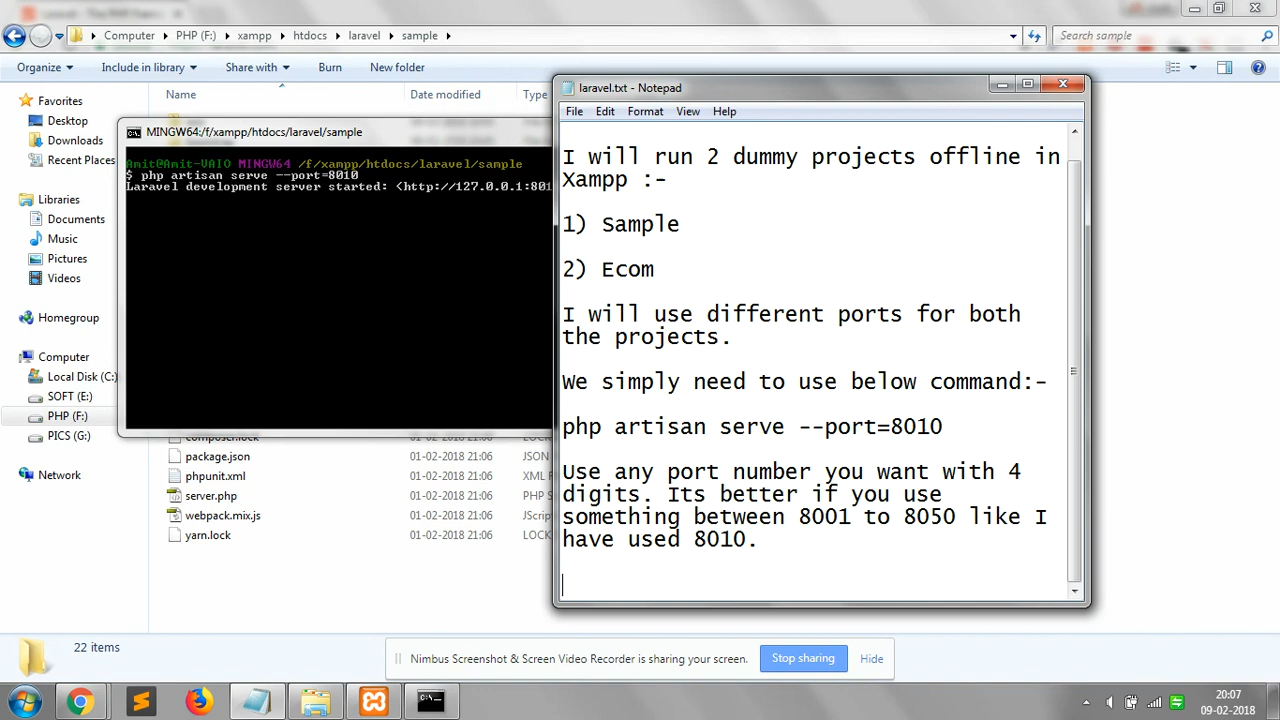 Computer ▸ PHP (F:) ▸ xampp ▸ htdocs ▸ laravel ▸ sample ▸
Search sample
Organize Include in library Share with Burn New folder
Name Date modified Type
Favorites
Desktop
Downloads
Recent Places
Libraries
Documents
Music
Pictures
Videos
Homegroup
Computer
Local Disk (C:)
SOFT (E:)
PHP (F:)
PICS (G:)
Network
MINGW64:/f/xampp/htdocs/laravel/sample
Amit@Amit-VAIO MINGW64 /f/xampp/htdocs/laravel/sample
$ php artisan serve --port=8010
Laravel development server started: <http://127.0.0.1:801
composer.lock 01-02-2018 21:06 LOCK
package.json 01-02-2018 21:06 JSON
phpunit.xml 01-02-2018 21:06 XML
server.php 01-02-2018 21:06 PHP S
webpack.mix.js 01-02-2018 21:06 JScrip
yarn.lock 01-02-2018 21:06 LOCK
laravel.txt - Notepad
File Edit Format View Help
I will run 2 dummy projects offline in
Xampp :-
1) Sample
2) Ecom
I will use different ports for both
the projects.
We simply need to use below command:-
php artisan serve --port=8010
Use any port number you want with 4
digits. Its better if you use
something between 8001 to 8050 like I
have used 8010.
22 items
Nimbus Screenshot & Screen Video Recorder is sharing your screen.
Stop sharing
Hide
20:07
09-02-2018